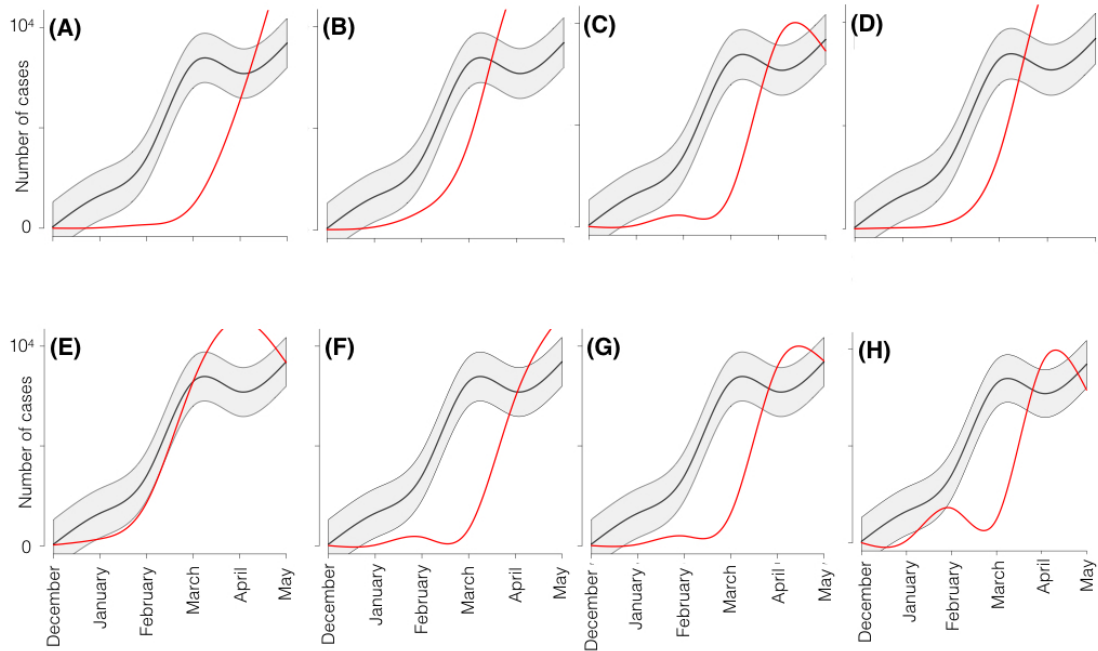 (A) (B) (C) (D)
10⁴
Number of cases
0
(E) (F) (G) (H)
10⁴
Number of cases
0
December January February March April May
December January February March April May
December, January, February March April May,
December January, February March April May